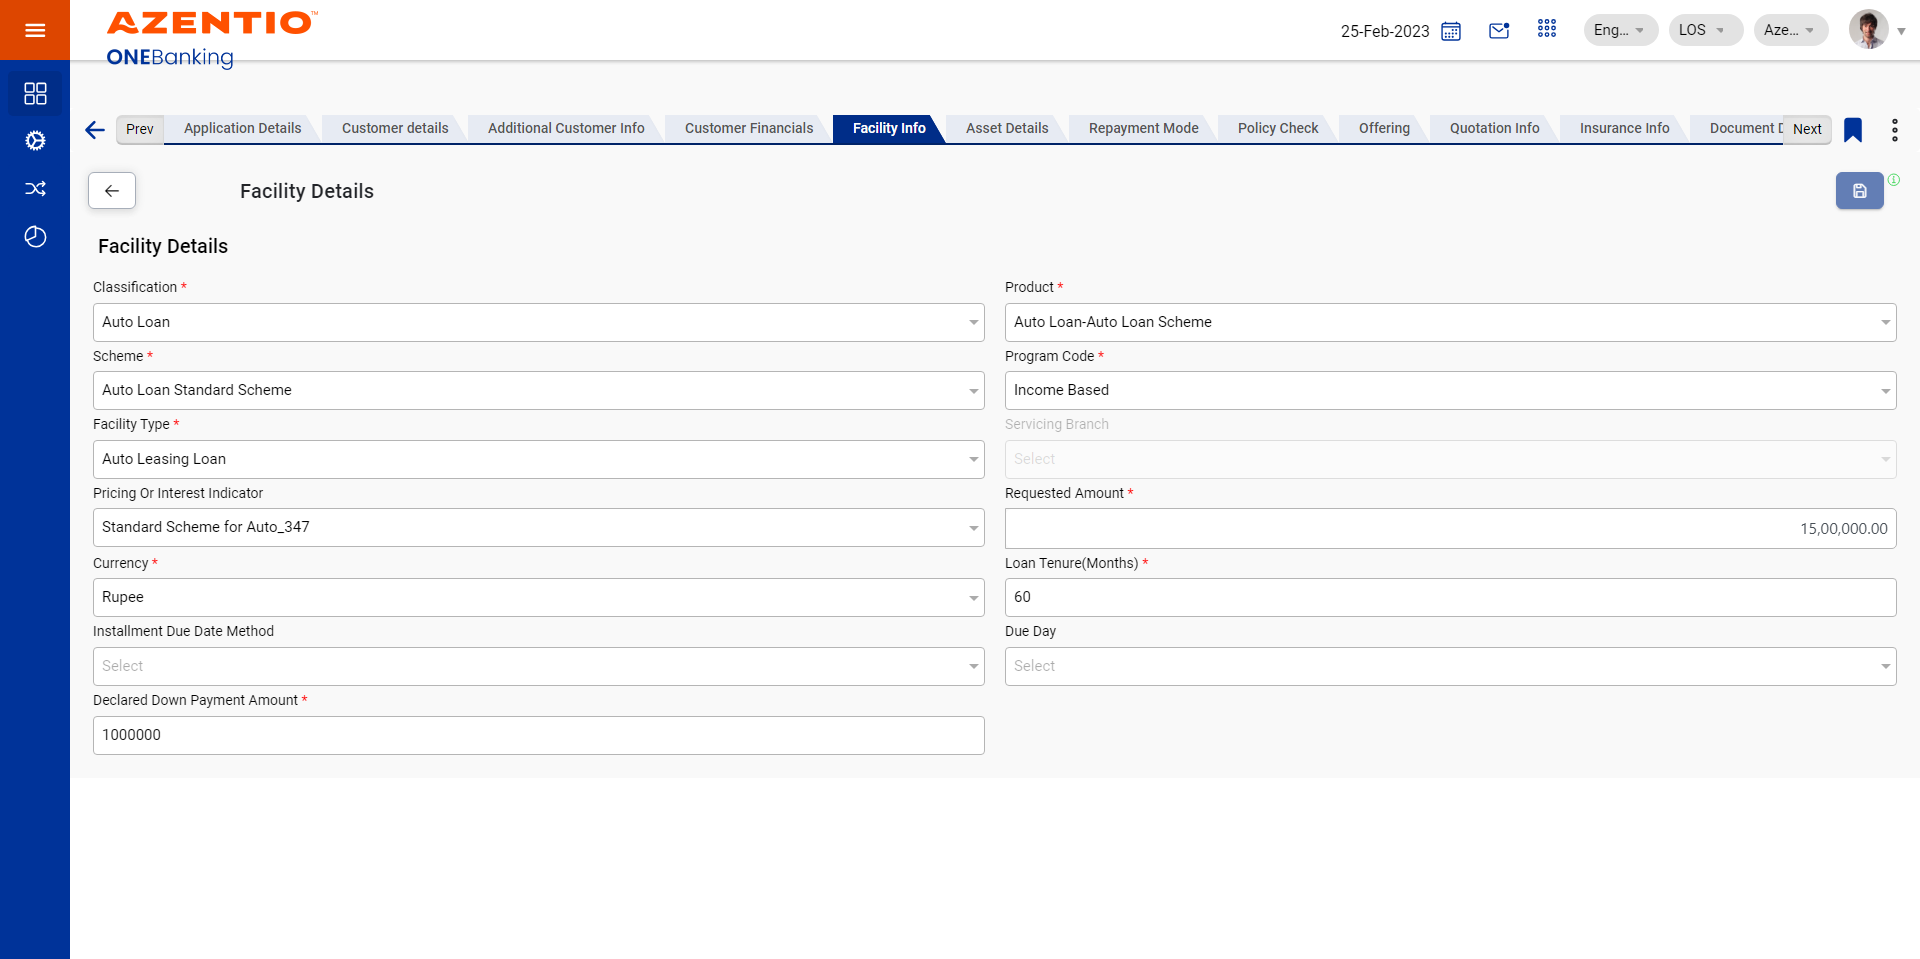 AZENTIO™
ONEBanking
25-Feb-2023
Eng...
LOS
Aze...
Prev
Application Details
Customer details
Additional Customer Info
Customer Financials
Facility Info
Asset Details
Repayment Mode
Policy Check
Offering
Quotation Info
Insurance Info
Document D
Next
Facility Details
Facility Details
Classification *
Auto Loan
Product *
Auto Loan-Auto Loan Scheme
Scheme *
Auto Loan Standard Scheme
Program Code *
Income Based
Facility Type *
Auto Leasing Loan
Servicing Branch
Select
Pricing Or Interest Indicator
Standard Scheme for Auto_347
Requested Amount *
15,00,000.00
Currency *
Rupee
Loan Tenure(Months) *
60
Installment Due Date Method
Select
Due Day
Select
Declared Down Payment Amount *
1000000